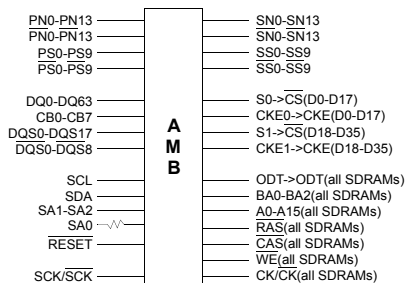 PN0-PN13
PN0-PN13
PS0-PS9
PS0-PS9
DQ0-DQ63
CB0-CB7
DQS0-DQS17
DQS0-DQS8
SCL
SDA
SA1-SA2
SA0
RESET
SCK/SCK
A
M
B
SN0-SN13
SN0-SN13
SS0-SS9
SS0-SS9
S0->CS(D0-D17)
CKE0->CKE(D0-D17)
S1->CS(D18-D35)
CKE1->CKE(D18-D35)
ODT->ODT(all SDRAMs)
BA0-BA2(all SDRAMs)
A0-A15(all SDRAMs)
RAS(all SDRAMs)
CAS(all SDRAMs)
WE(all SDRAMs)
CK/CK(all SDRAMs)